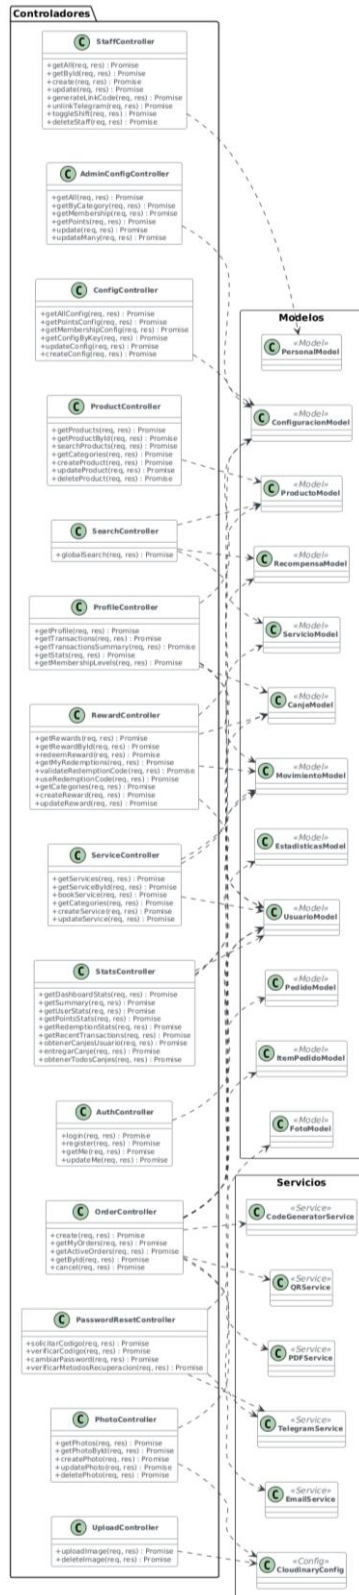 Controladores
StaffController
+getAll(req, res) : Promise
+getById(req, res) : Promise
+create(req, res) : Promise
+update(req, res) : Promise
+generateLinkCode(req, res) : Promise
+unlinkTelegram(req, res) : Promise
+toggleShift(req, res) : Promise
+deleteStaff(req, res) : Promise
AdminConfigController
+getAll(req, res) : Promise
+getByCategory(req, res) : Promise
+getMembership(req, res) : Promise
+getPoints(req, res) : Promise
+update(req, res) : Promise
+updateMany(req, res) : Promise
ConfigController
+getAllConfig(req, res) : Promise
+getPointsConfig(req, res) : Promise
+getMembershipConfig(req, res) : Promise
+getConfigByKey(req, res) : Promise
+updateConfig(req, res) : Promise
+createConfig(req, res) : Promise
ProductController
+getProducts(req, res) : Promise
+getProductById(req, res) : Promise
+searchProducts(req, res) : Promise
+getCategories(req, res) : Promise
+createProduct(req, res) : Promise
+updateProduct(req, res) : Promise
+deleteProduct(req, res) : Promise
SearchController
+globalSearch(req, res) : Promise
ProfileController
+getProfile(req, res) : Promise
+getTransactions(req, res) : Promise
+getTransactionsSummary(req, res) : Promise
+getStats(req, res) : Promise
+getMembershipLevels(req, res) : Promise
RewardController
+getRewards(req, res) : Promise
+getRewardById(req, res) : Promise
+redeemReward(req, res) : Promise
+getMyRedemptions(req, res) : Promise
+validateRedemptionCode(req, res) : Promise
+useRedemptionCode(req, res) : Promise
+getCategories(req, res) : Promise
+createReward(req, res) : Promise
+updateReward(req, res) : Promise
ServiceController
+getServices(req, res) : Promise
+getServiceById(req, res) : Promise
+bookService(req, res) : Promise
+getCategories(req, res) : Promise
+createService(req, res) : Promise
+updateService(req, res) : Promise
StatsController
+getDashboardStats(req, res) : Promise
+getSummary(req, res) : Promise
+getUserStats(req, res) : Promise
+getPointsStats(req, res) : Promise
+getRedemptionStats(req, res) : Promise
+getRecentTransactions(req, res) : Promise
+obtenerCanjesUsuario(req, res) : Promise
+entregarCanje(req, res) : Promise
+obtenerTodosCanjes(req, res) : Promise
AuthController
+login(req, res) : Promise
+register(req, res) : Promise
+getMe(req, res) : Promise
+updateMe(req, res) : Promise
OrderController
+create(req, res) : Promise
+getMyOrders(req, res) : Promise
+getActiveOrders(req, res) : Promise
+getById(req, res) : Promise
+cancel(req, res) : Promise
PasswordResetController
+solicitarCodigo(req, res) : Promise
+verificarCodigo(req, res) : Promise
+cambiarPassword(req, res) : Promise
+verificarMetodosRecuperacion(req, res) : Promise
PhotoController
+getPhotos(req, res) : Promise
+getPhotoById(req, res) : Promise
+createPhoto(req, res) : Promise
+updatePhoto(req, res) : Promise
+deletePhoto(req, res) : Promise
UploadController
+uploadImage(req, res) : Promise
+deleteImage(req, res) : Promise
Modelos
«Model»
PersonalModel
«Model»
ConfiguracionModel
«Model»
ProductoModel
«Model»
RecompensaModel
«Model»
ServicioModel
«Model»
CanjeModel
«Model»
MovimientoModel
«Model»
EstadisticasModel
«Model»
UsuarioModel
«Model»
PedidoModel
«Model»
ItemPedidoModel
«Model»
FotoModel
Servicios
«Service»
CodeGeneratorService
«Service»
QRService
«Service»
PDFService
«Service»
TelegramService
«Service»
EmailService
«Config»
CloudinaryConfig